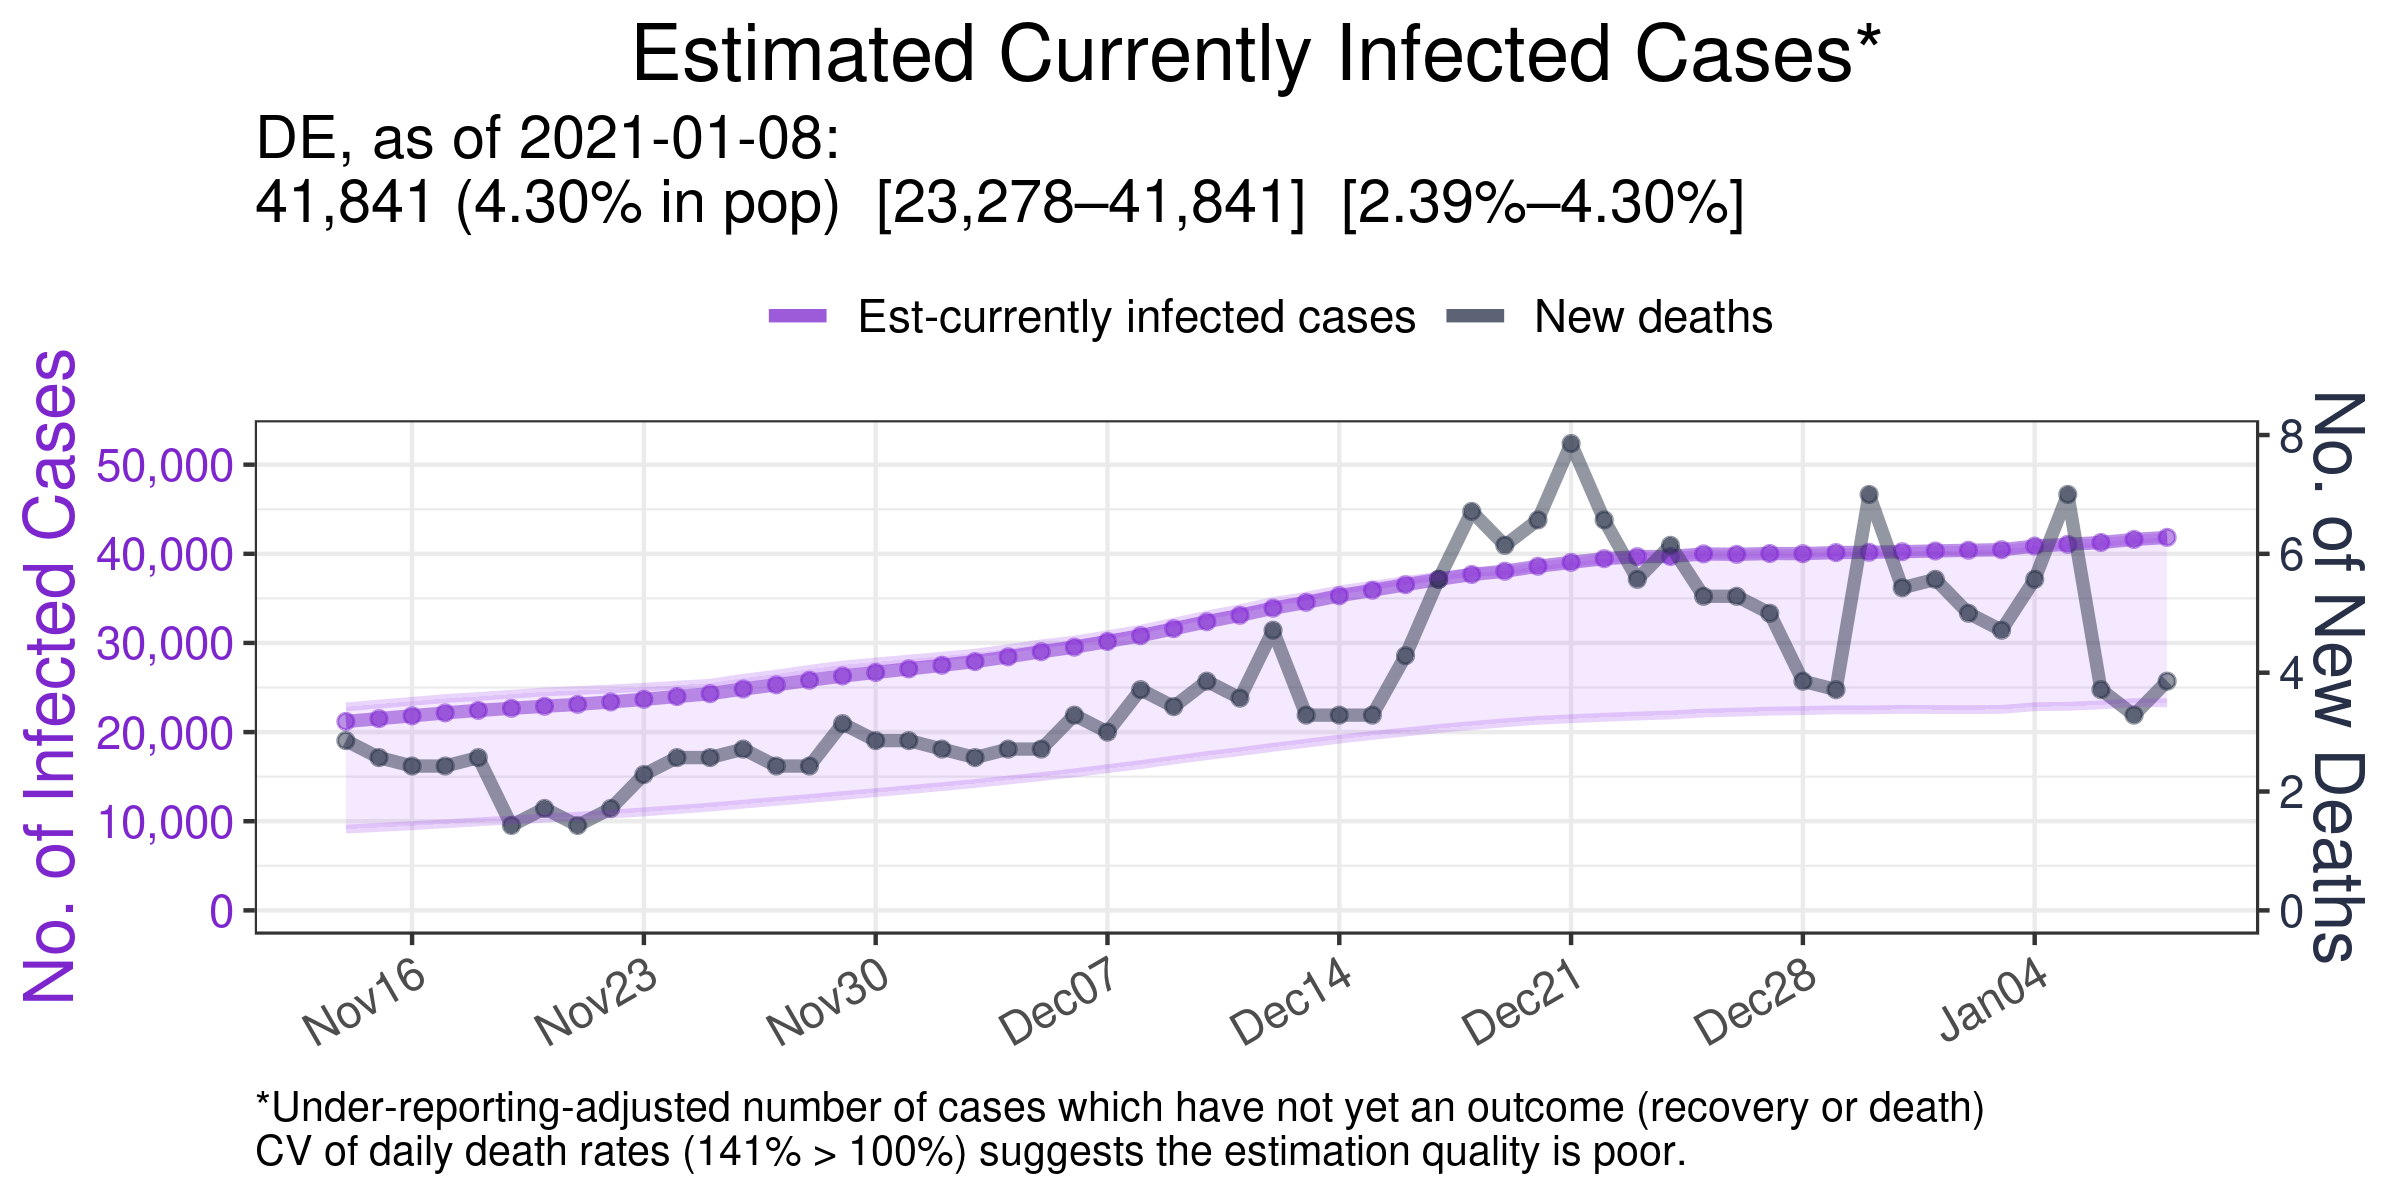 Estimated Currently Infected Cases*
DE, as of 2021-01-08:
41,841 (4.30% in pop)  [23,278–41,841]  [2.39%–4.30%]
Est-currently infected cases
New deaths
No. of Infected Cases
50,000
40,000
30,000
20,000
10,000
0
8
6
4
2
0
No. of New Deaths
Nov16
Nov23
Nov30
Dec07
Dec14
Dec21
Dec28
Jan04
*Under-reporting-adjusted number of cases which have not yet an outcome (recovery or death)
CV of daily death rates (141% > 100%) suggests the estimation quality is poor.